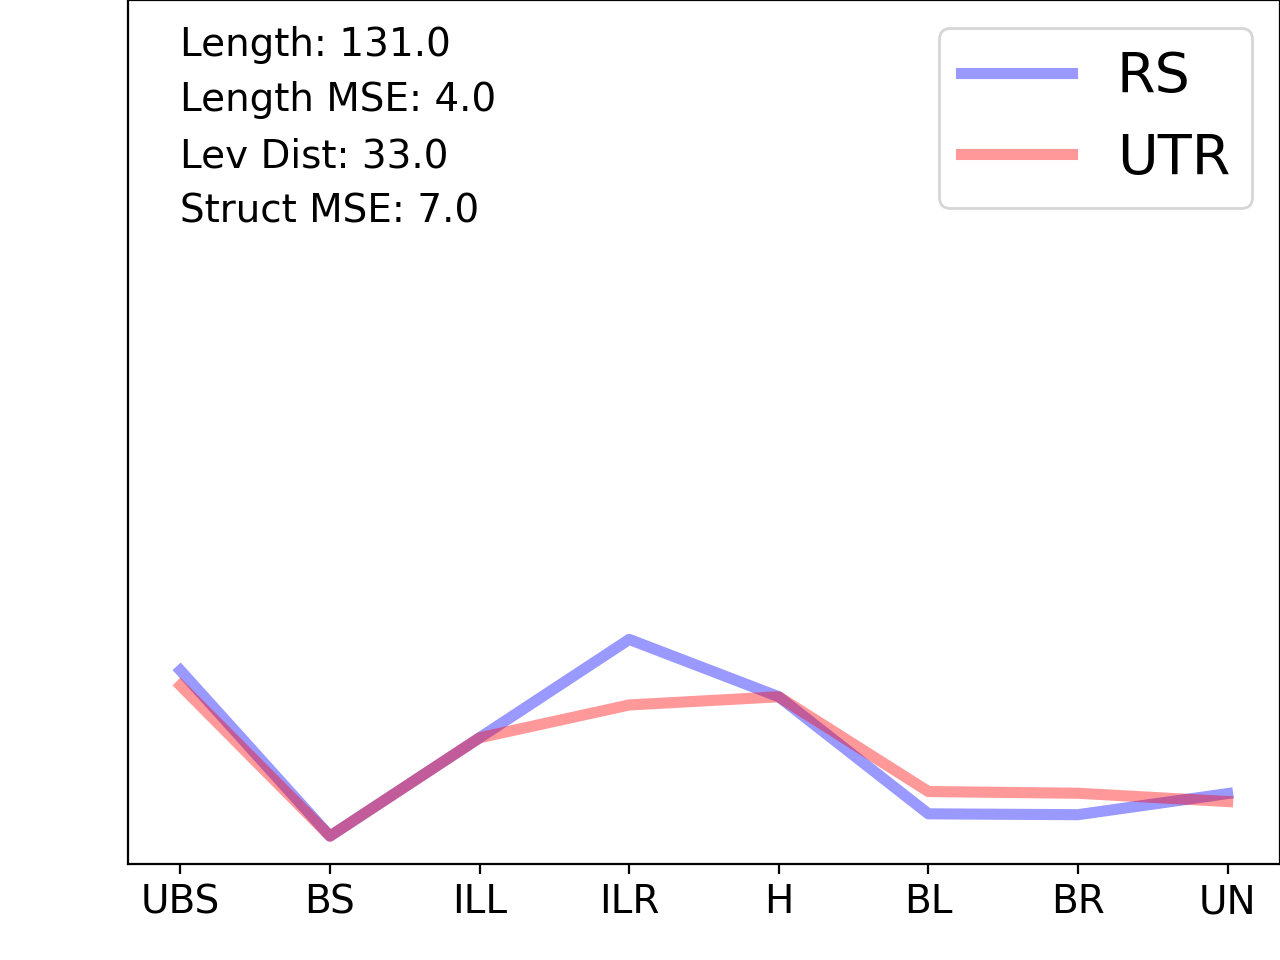 Length: 131.0
Length MSE: 4.0
Lev Dist: 33.0
Struct MSE: 7.0
RS
UTR
UBS BS ILL ILR H BL BR UN